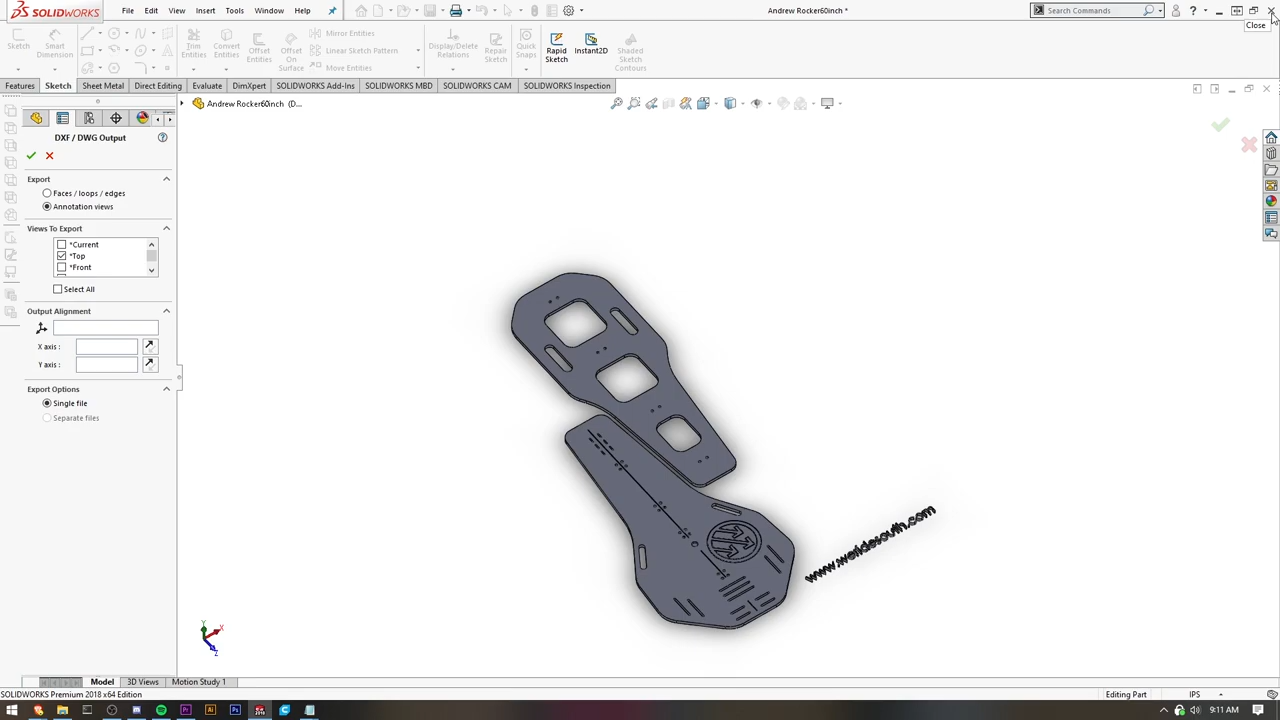 SOLIDWORKS File Edit View Insert Tools Window Help Andrew Rocker60inch * Search Commands
Close
Sketch Smart Dimension Trim Entities Convert Entities Offset Entities Offset On Surface Mirror Entities Linear Sketch Pattern Move Entities Display/Delete Relations Repair Sketch Quick Snaps Rapid Sketch Instant2D Shaded Sketch Contours
Features Sketch Sheet Metal Direct Editing Evaluate DimXpert SOLIDWORKS Add-Ins SOLIDWORKS MBD SOLIDWORKS CAM SOLIDWORKS Inspection
Andrew Rocker60inch (D...
DXF / DWG Output
Export
Faces / loops / edges
Annotation views
Views To Export
*Current
*Top
*Front
Select All
Output Alignment
X axis :
Y axis :
Export Options
Single file
Separate files
www.weridesouth.com
Y X Z
Model 3D Views Motion Study 1
SOLIDWORKS Premium 2018 x64 Edition Editing Part IPS
9:11 AM